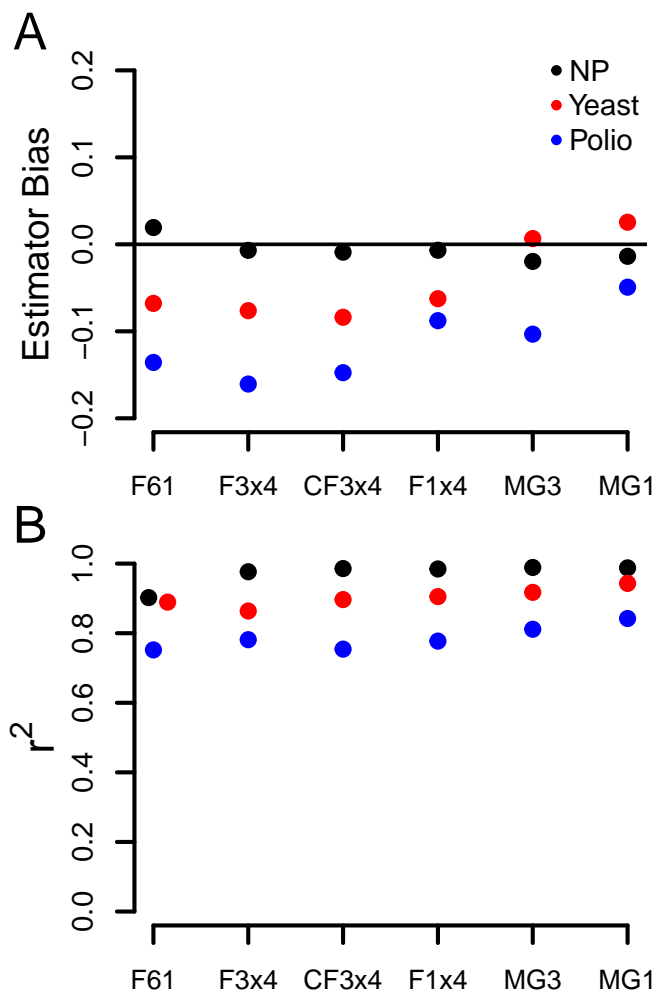 A
NP
Yeast
Polio
Estimator Bias
0.2
0.1
0.0
−0.1
−0.2
F61 F3x4 CF3x4 F1x4 MG3 MG1
B
r²
1.0
0.8
0.6
0.4
0.2
0.0
F61 F3x4 CF3x4 F1x4 MG3 MG1